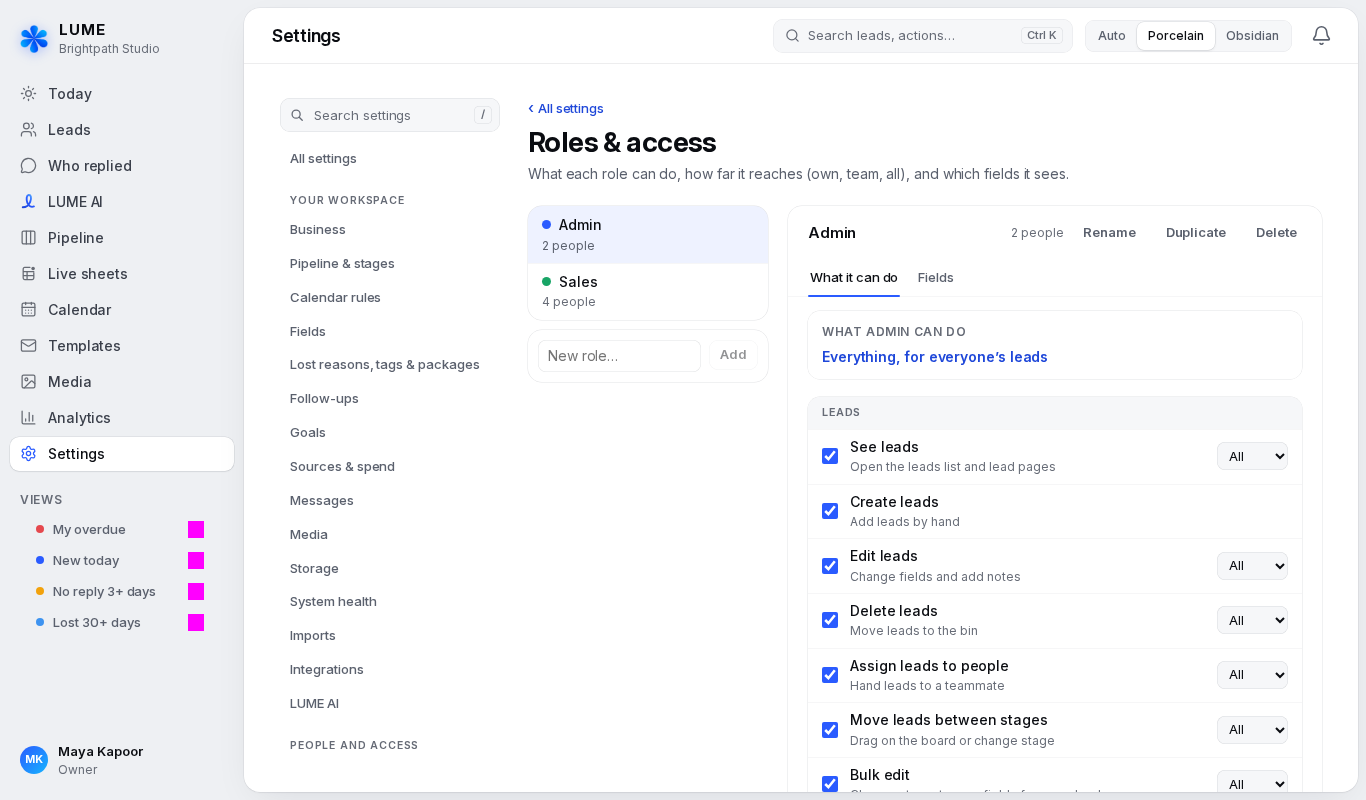 LUME
Brightpath Studio
Today
Leads
Who replied
LUME AI
Pipeline
Live sheets
Calendar
Templates
Media
Analytics
Settings
VIEWS
My overdue
New today
No reply 3+ days
Lost 30+ days
MK
Maya Kapoor
Owner
Settings
Search leads, actions…
Ctrl K
Auto
Porcelain
Obsidian
Search settings
/
All settings
YOUR WORKSPACE
Business
Pipeline & stages
Calendar rules
Fields
Lost reasons, tags & packages
Follow-ups
Goals
Sources & spend
Messages
Media
Storage
System health
Imports
Integrations
LUME AI
PEOPLE AND ACCESS
‹ All settings
Roles & access
What each role can do, how far it reaches (own, team, all), and which fields it sees.
Admin
2 people
Sales
4 people
New role…
Add
Admin
2 people
Rename
Duplicate
Delete
What it can do
Fields
WHAT ADMIN CAN DO
Everything, for everyone’s leads
LEADS
See leads
Open the leads list and lead pages
All
Create leads
Add leads by hand
Edit leads
Change fields and add notes
All
Delete leads
Move leads to the bin
All
Assign leads to people
Hand leads to a teammate
All
Move leads between stages
Drag on the board or change stage
All
Bulk edit
All